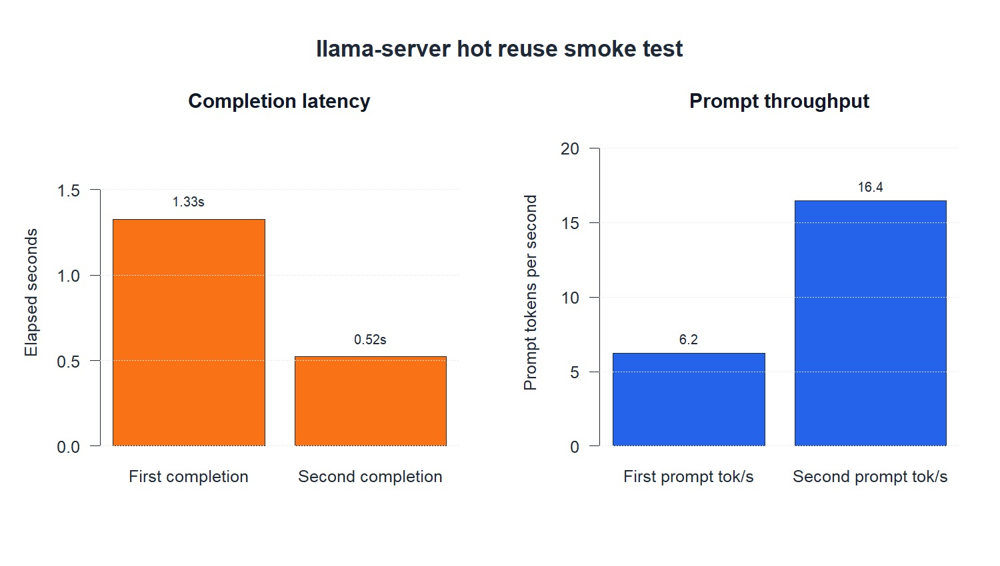 llama-server hot reuse smoke test
Completion latency
Elapsed seconds
1.5
1.0
0.5
0.0
1.33s
0.52s
First completion
Second completion
Prompt throughput
Prompt tokens per second
20
15
10
5
0
6.2
16.4
First prompt tok/s
Second prompt tok/s